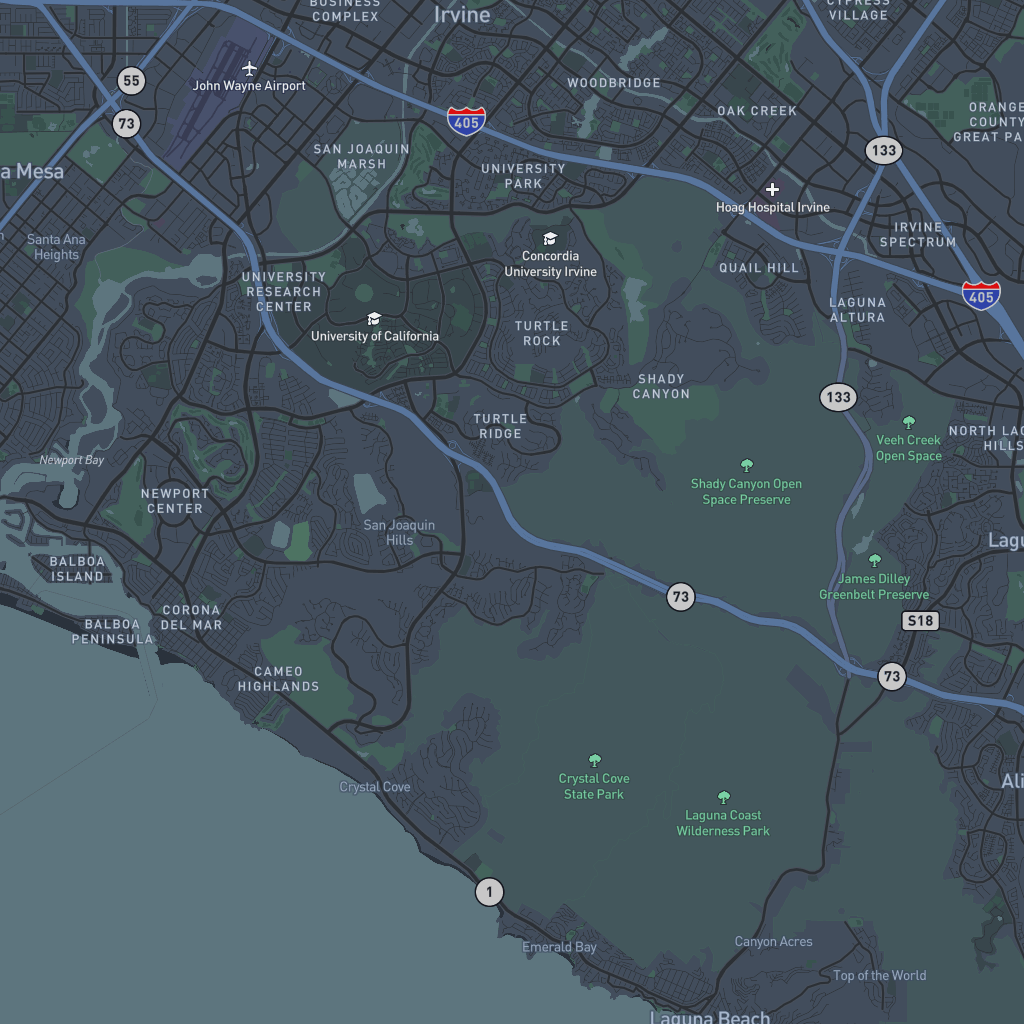 BUSINESS
COMPLEX
Irvine
CYPRESS
VILLAGE
55
John Wayne Airport
WOODBRIDGE
73
405
OAK CREEK
ORANGE
COUNTY
GREAT PA
133
SAN JOAQUIN
MARSH
UNIVERSITY
PARK
a Mesa
Hoag Hospital Irvine
Santa Ana
Heights
Concordia
University Irvine
IRVINE
SPECTRUM
QUAIL HILL
UNIVERSITY
RESEARCH
CENTER
405
LAGUNA
ALTURA
University of California
TURTLE
ROCK
SHADY
CANYON
133
TURTLE
RIDGE
Veeh Creek
Open Space
NORTH LAG
HILLS
Newport Bay
Shady Canyon Open
Space Preserve
NEWPORT
CENTER
San Joaquin
Hills
Lagu
BALBOA
ISLAND
James Dilley
Greenbelt Preserve
73
S18
CORONA
DEL MAR
BALBOA
PENINSULA
CAMEO
HIGHLANDS
73
Crystal Cove
Crystal Cove
State Park
Ali
Laguna Coast
Wilderness Park
1
Emerald Bay
Canyon Acres
Top of the World
Laguna Beach